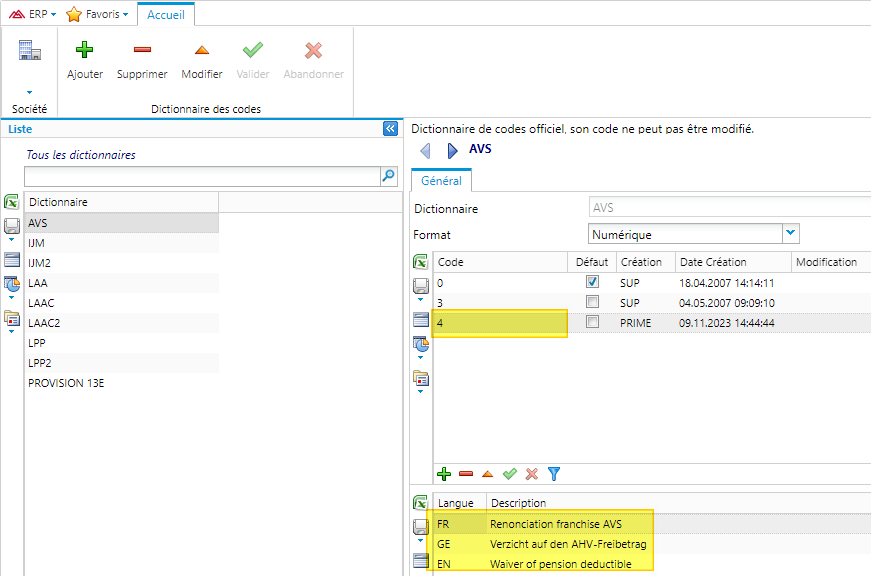 ERP Favoris Accueil
Ajouter Supprimer Modifier Valider Abandonner
Société Dictionnaire des codes
Liste
Tous les dictionnaires
Dictionnaire
AVS
IJM
IJM2
LAA
LAAC
LAAC2
LPP
LPP2
PROVISION 13E
Dictionnaire de codes officiel, son code ne peut pas être modifié.
AVS
Général
Dictionnaire AVS
Format Numérique
Code Défaut Création Date Création Modification
0 SUP 18.04.2007 14:14:11
3 SUP 04.05.2007 09:09:10
4 PRIME 09.11.2023 14:44:44
Langue Description
FR Renonciation franchise AVS
GE Verzicht auf den AHV-Freibetrag
EN Waiver of pension deductible